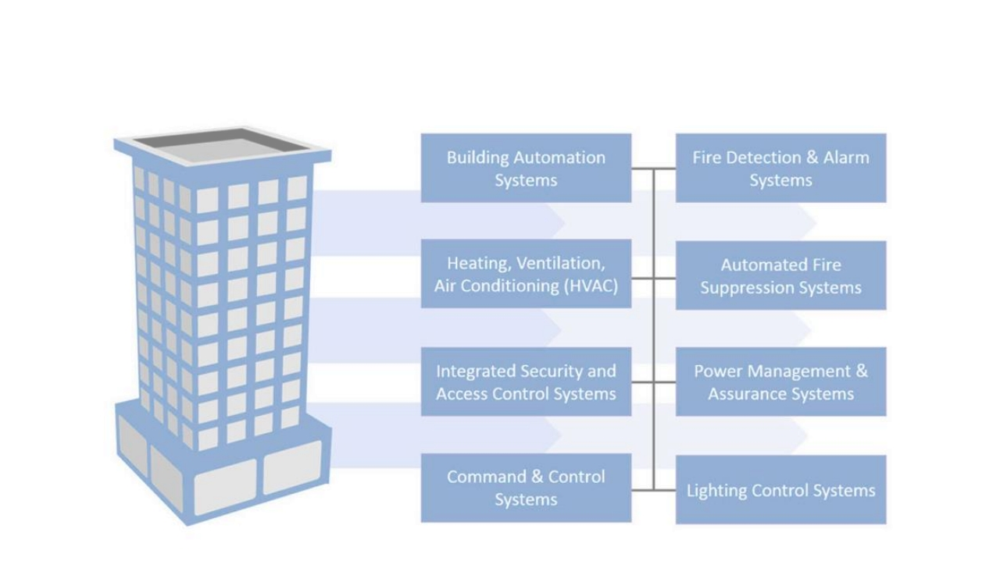 Building Automation
Systems
Fire Detection & Alarm
Systems
Heating, Ventilation,
Air Conditioning (HVAC)
Automated Fire
Suppression Systems
Integrated Security and
Access Control Systems
Power Management &
Assurance Systems
Command & Control
Systems
Lighting Control Systems